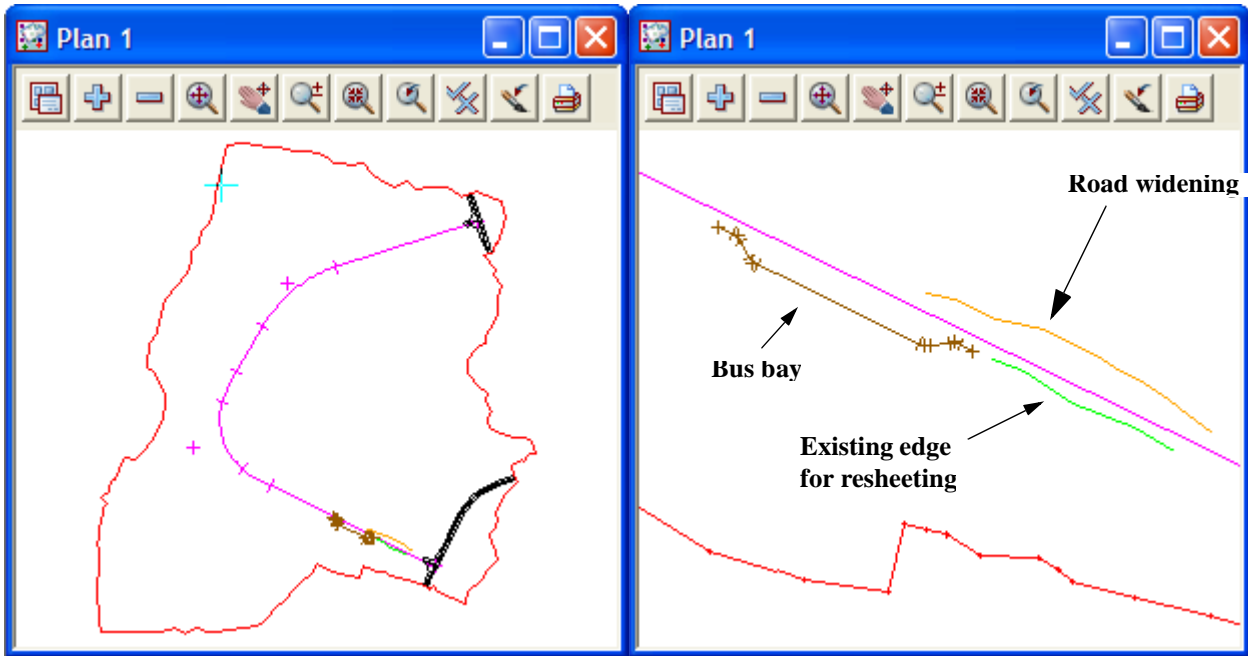 Plan 1
Plan 1
Road widening
Bus bay
Existing edge
for resheeting